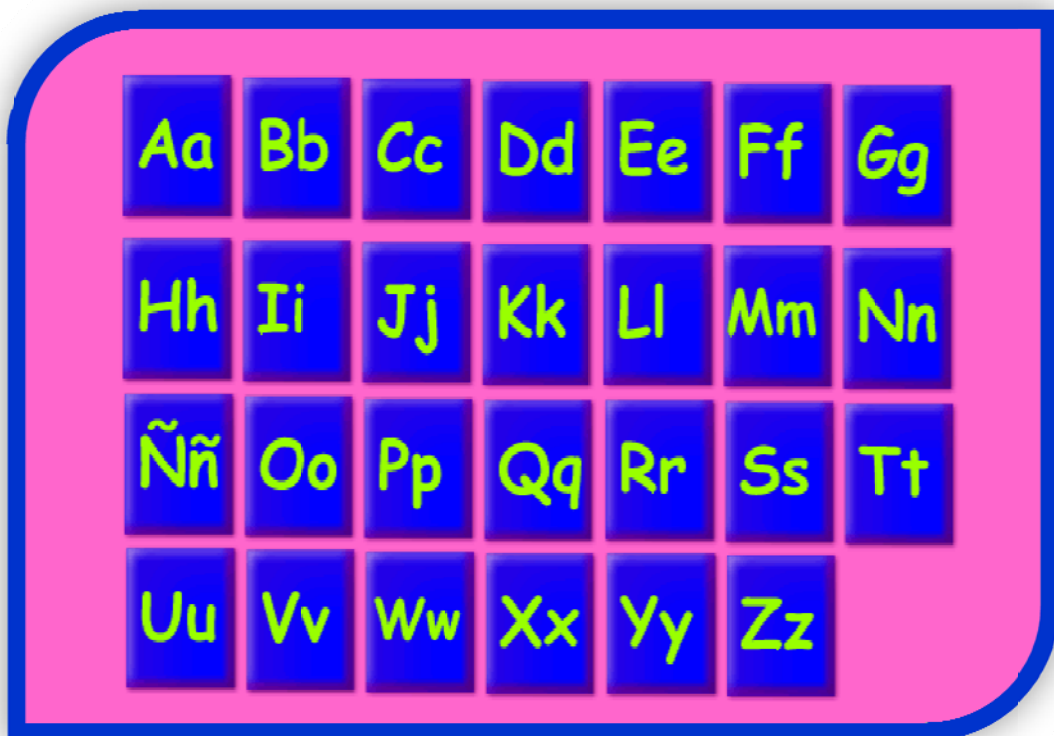 Aa Bb Cc Dd Ee Ff Gg
Hh Ii Jj Kk Ll Mm Nn
Ññ Oo Pp Qq Rr Ss Tt
Uu Vv Ww Xx Yy Zz